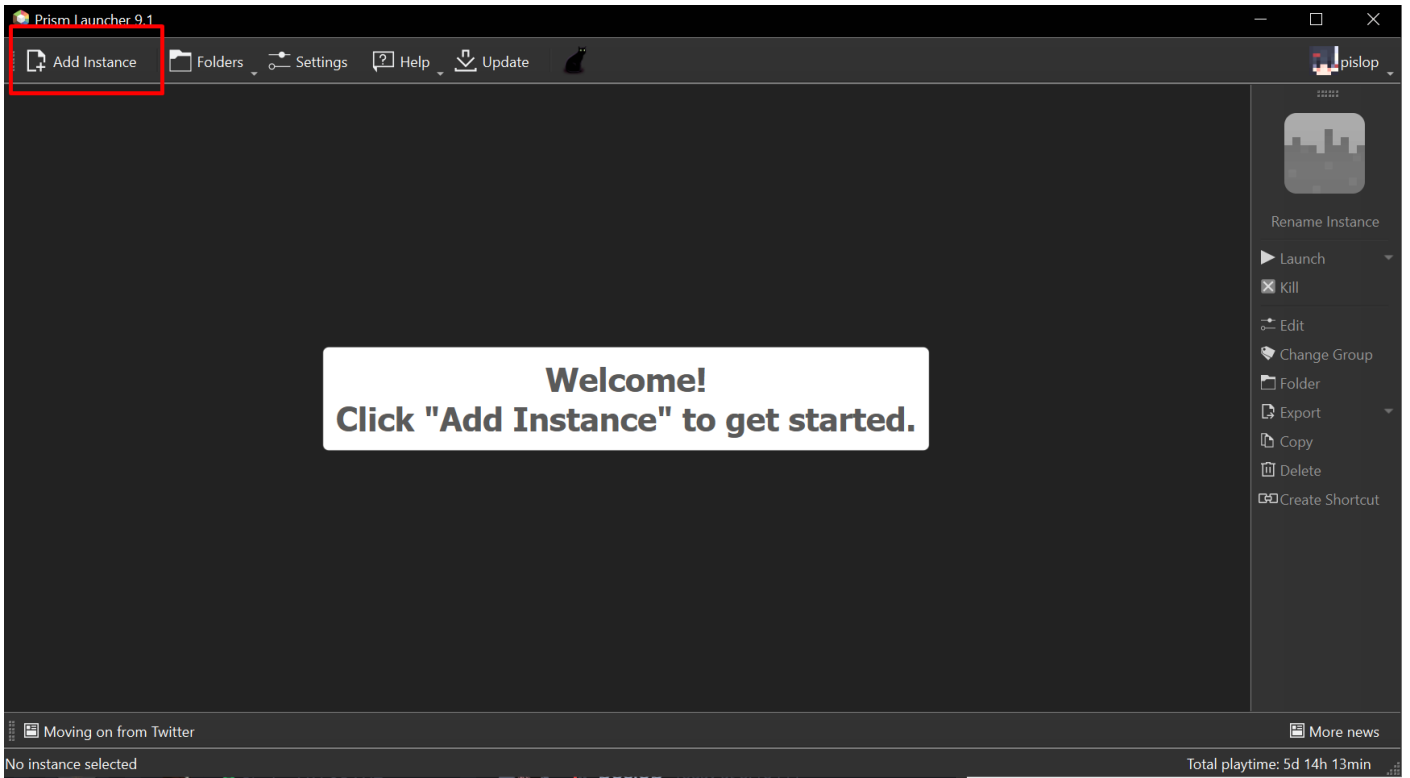 Prism Launcher 9.1
Add Instance Folders Settings Help Update pislop
Rename Instance
Launch
Kill
Edit
Change Group
Folder
Export
Copy
Delete
Create Shortcut
Welcome!
Click "Add Instance" to get started.
Moving on from Twitter More news
No instance selected Total playtime: 5d 14h 13min